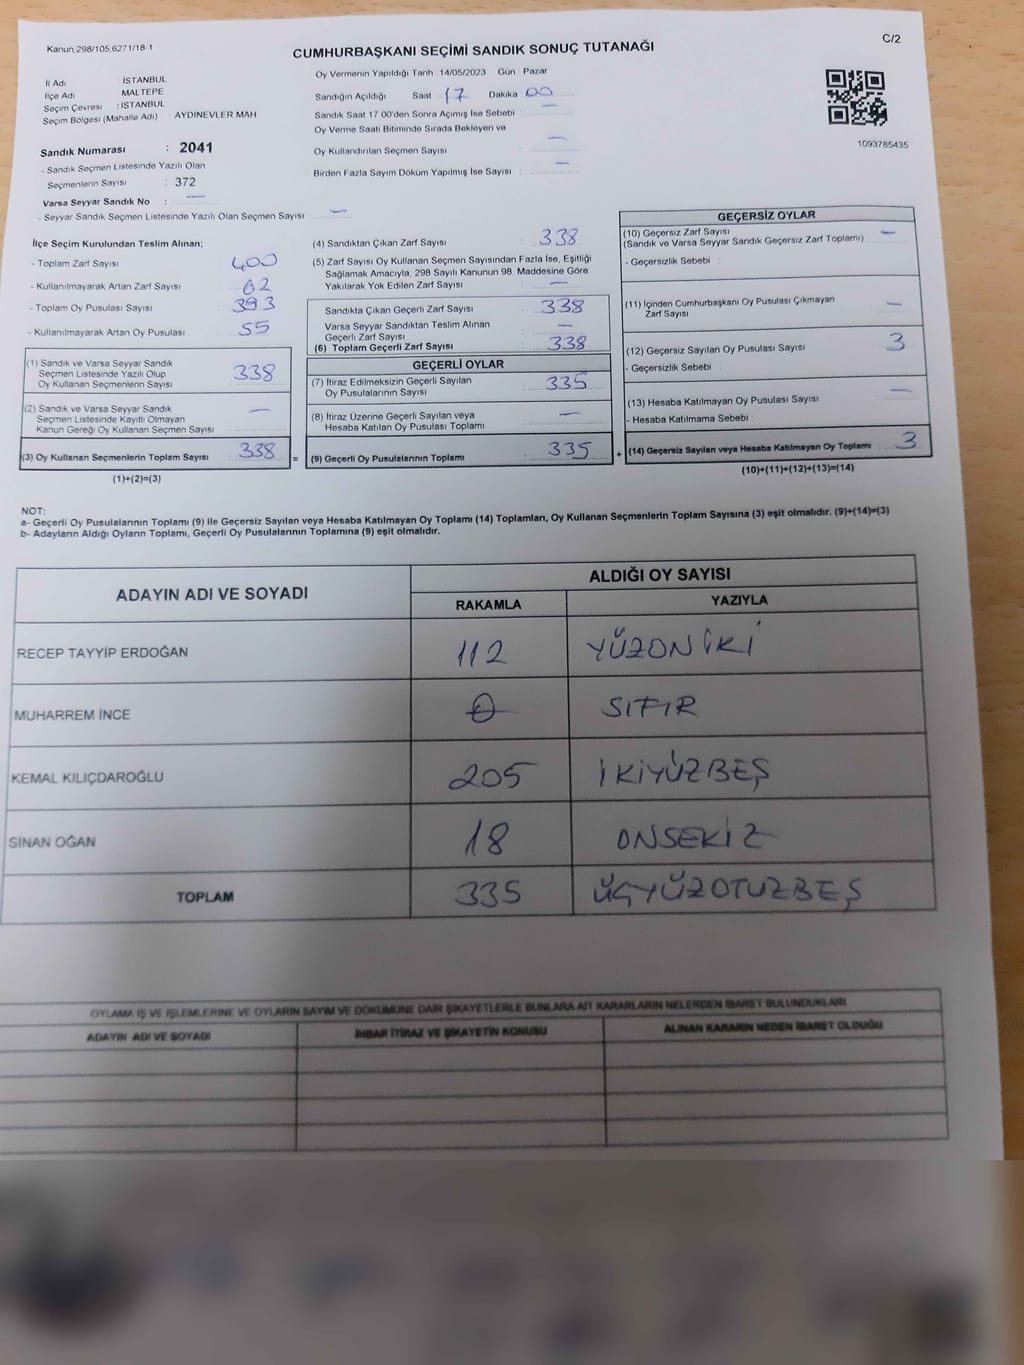 Kanun 298/105,6271/18-1
C/2
CUMHURBAŞKANI SEÇİMİ SANDIK SONUÇ TUTANAĞI
İl Adı İSTANBUL
İlçe Adı MALTEPE
Seçim Çevresi : İSTANBUL
Seçim Bölgesi (Mahalle Adı) AYDINEVLER MAH
Sandık Numarası : 2041
- Sandık Seçmen Listesinde Yazılı Olan
Seçmenlerin Sayısı : 372
Varsa Seyyar Sandık No : —
- Seyyar Sandık Seçmen Listesinde Yazılı Olan Seçmen Sayısı —
Oy Vermenin Yapıldığı Tarih 14/05/2023 Gün Pazar
Sandığın Açıldığı Saat 17 Dakika 00
Sandık Saat 17 00'den Sonra Açımış İse Sebebi : —
Oy Verme Saati Bitiminde Sırada Bekleyen ve
Oy Kullandırılan Seçmen Sayısı : —
Birden Fazla Sayım Döküm Yapılmış İse Sayısı : —
1093785435
İlçe Seçim Kurulundan Teslim Alınan;
- Toplam Zarf Sayısı : 400
- Kullanılmayarak Artan Zarf Sayısı : 62
- Toplam Oy Pusulası Sayısı : 393
- Kullanılmayarak Artan Oy Pusulası : 55
(1) Sandık ve Varsa Seyyar Sandık
Seçmen Listesinde Yazılı Olup
Oy Kullanan Seçmenlerin Sayısı : 338
(2) Sandık ve Varsa Seyyar Sandık
Seçmen Listesinde Kayıtlı Olmayan
Kanun Gereği Oy Kullanan Seçmen Sayısı : —
(3) Oy Kullanan Seçmenlerin Toplam Sayısı : 338 =
(1)+(2)=(3)
(4) Sandıktan Çıkan Zarf Sayısı : 338
(5) Zarf Sayısı Oy Kullanan Seçmen Sayısından Fazla İse, Eşitliği
Sağlamak Amacıyla, 298 Sayılı Kanunun 98. Maddesine Göre
Yakılarak Yok Edilen Zarf Sayısı : —
Sandıkta Çıkan Geçerli Zarf Sayısı : 338
Varsa Seyyar Sandıktan Teslim Alınan
Geçerli Zarf Sayısı : —
(6) Toplam Geçerli Zarf Sayısı : 338
GEÇERLİ OYLAR
(7) İtiraz Edilmeksizin Geçerli Sayılan
Oy Pusulalarının Sayısı : 335
(8) İtiraz Üzerine Geçerli Sayılan veya
Hesaba Katılan Oy Pusulası Toplamı : —
(9) Geçerli Oy Pusulalarının Toplamı : 335 +
GEÇERSİZ OYLAR
(10) Geçersiz Zarf Sayısı : —
(Sandık ve Varsa Seyyar Sandık Geçersiz Zarf Toplamı)
- Geçersizlik Sebebi :
(11) İçinden Cumhurbaşkanı Oy Pusulası Çıkmayan
Zarf Sayısı : —
(12) Geçersiz Sayılan Oy Pusulası Sayısı : 3
- Geçersizlik Sebebi :
(13) Hesaba Katılmayan Oy Pusulası Sayısı : —
- Hesaba Katılmama Sebebi :
(14) Geçersiz Sayılan veya Hesaba Katılmayan Oy Toplamı : 3
(10)+(11)+(12)+(13)=(14)
NOT:
a- Geçerli Oy Pusulalarının Toplamı (9) ile Geçersiz Sayılan veya Hesaba Katılmayan Oy Toplamı (14) Toplamları, Oy Kullanan Seçmenlerin Toplam Sayısına (3) eşit olmalıdır. (9)+(14)=(3)
b- Adayların Aldığı Oyların Toplamı, Geçerli Oy Pusulalarının Toplamına (9) eşit olmalıdır.
ADAYIN ADI VE SOYADI ALDIĞI OY SAYISI
RAKAMLA YAZIYLA
RECEP TAYYİP ERDOĞAN 112 YÜZONİKİ
MUHARREM İNCE 0 SIFIR
KEMAL KILIÇDAROĞLU 205 İKİYÜZBEŞ
SİNAN OĞAN 18 ONSEKİZ
TOPLAM 335 ÜÇYÜZOTUZBEŞ
OYLAMA İŞ VE İŞLEMLERİNE VE OYLARIN SAYIM VE DÖKÜMÜNE DAİR ŞİKAYETLERLE BUNLARA AİT KARARLARIN NELERDEN İBARET BULUNDUKLARI
ADAYIN ADI VE SOYADI İHBAR İTİRAZ VE ŞİKAYETİN KONUSU ALINAN KARARIN NEDEN İBARET OLDUĞU